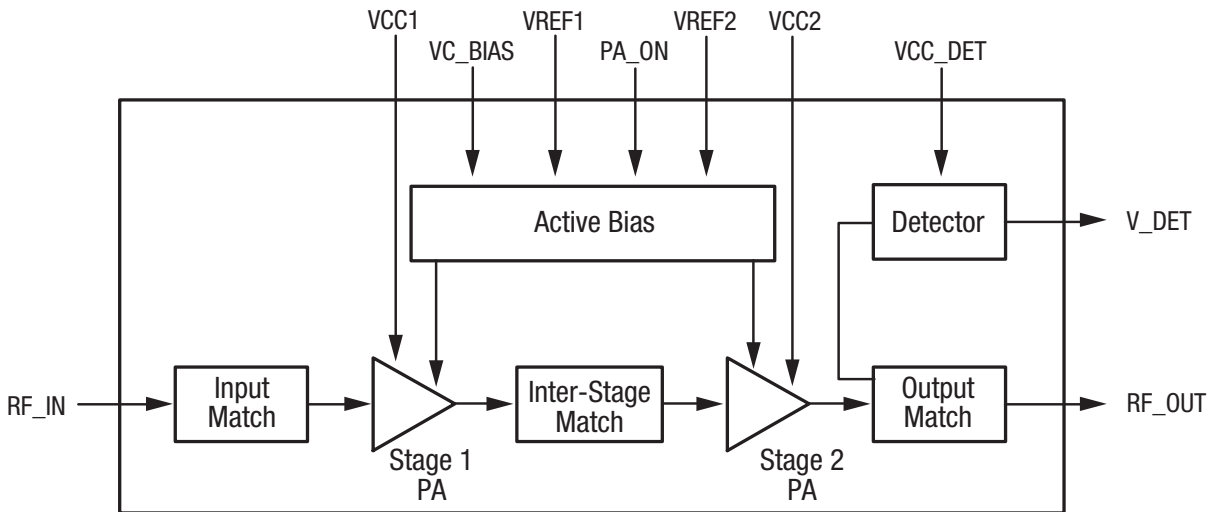 VCC1
VREF1
VREF2
VCC2
VC_BIAS
PA_ON
VCC_DET
Active Bias
Detector
V_DET
RF_IN
Input
Match
Stage 1
PA
Inter-Stage
Match
Stage 2
PA
Output
Match
RF_OUT